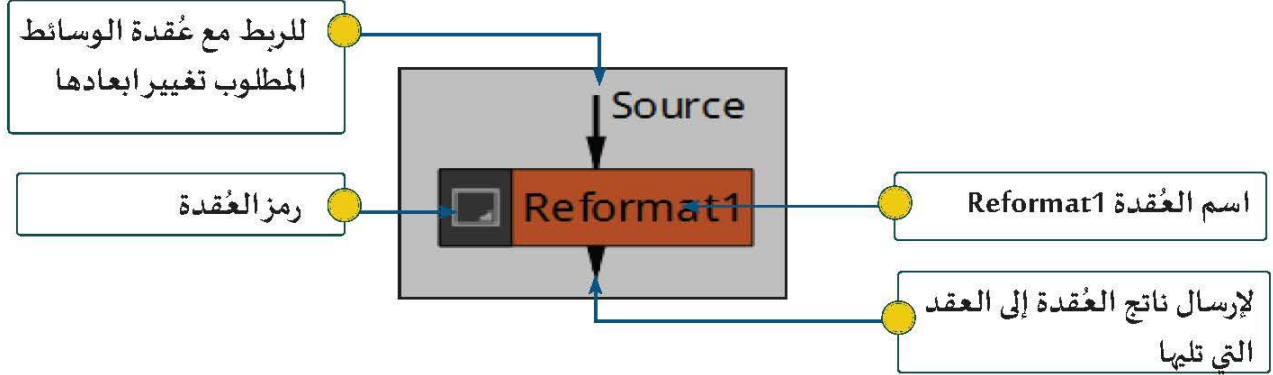 للربط مع عُقدة الوسائط
المطلوب تغيير ابعادها
Source
رمز العُقدة
Reformat1
اسم العُقدة Reformat1
لإرسال ناتج العُقدة إلى العقد
التي تليها